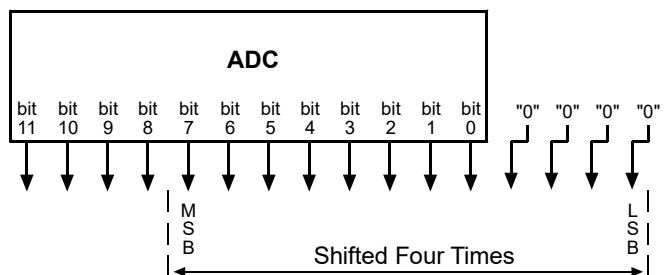 ADC
bit bit bit bit bit bit bit bit bit bit bit bit "0" "0" "0" "0"
11 10 9 8 7 6 5 4 3 2 1 0
M L
S S
B B
Shifted Four Times